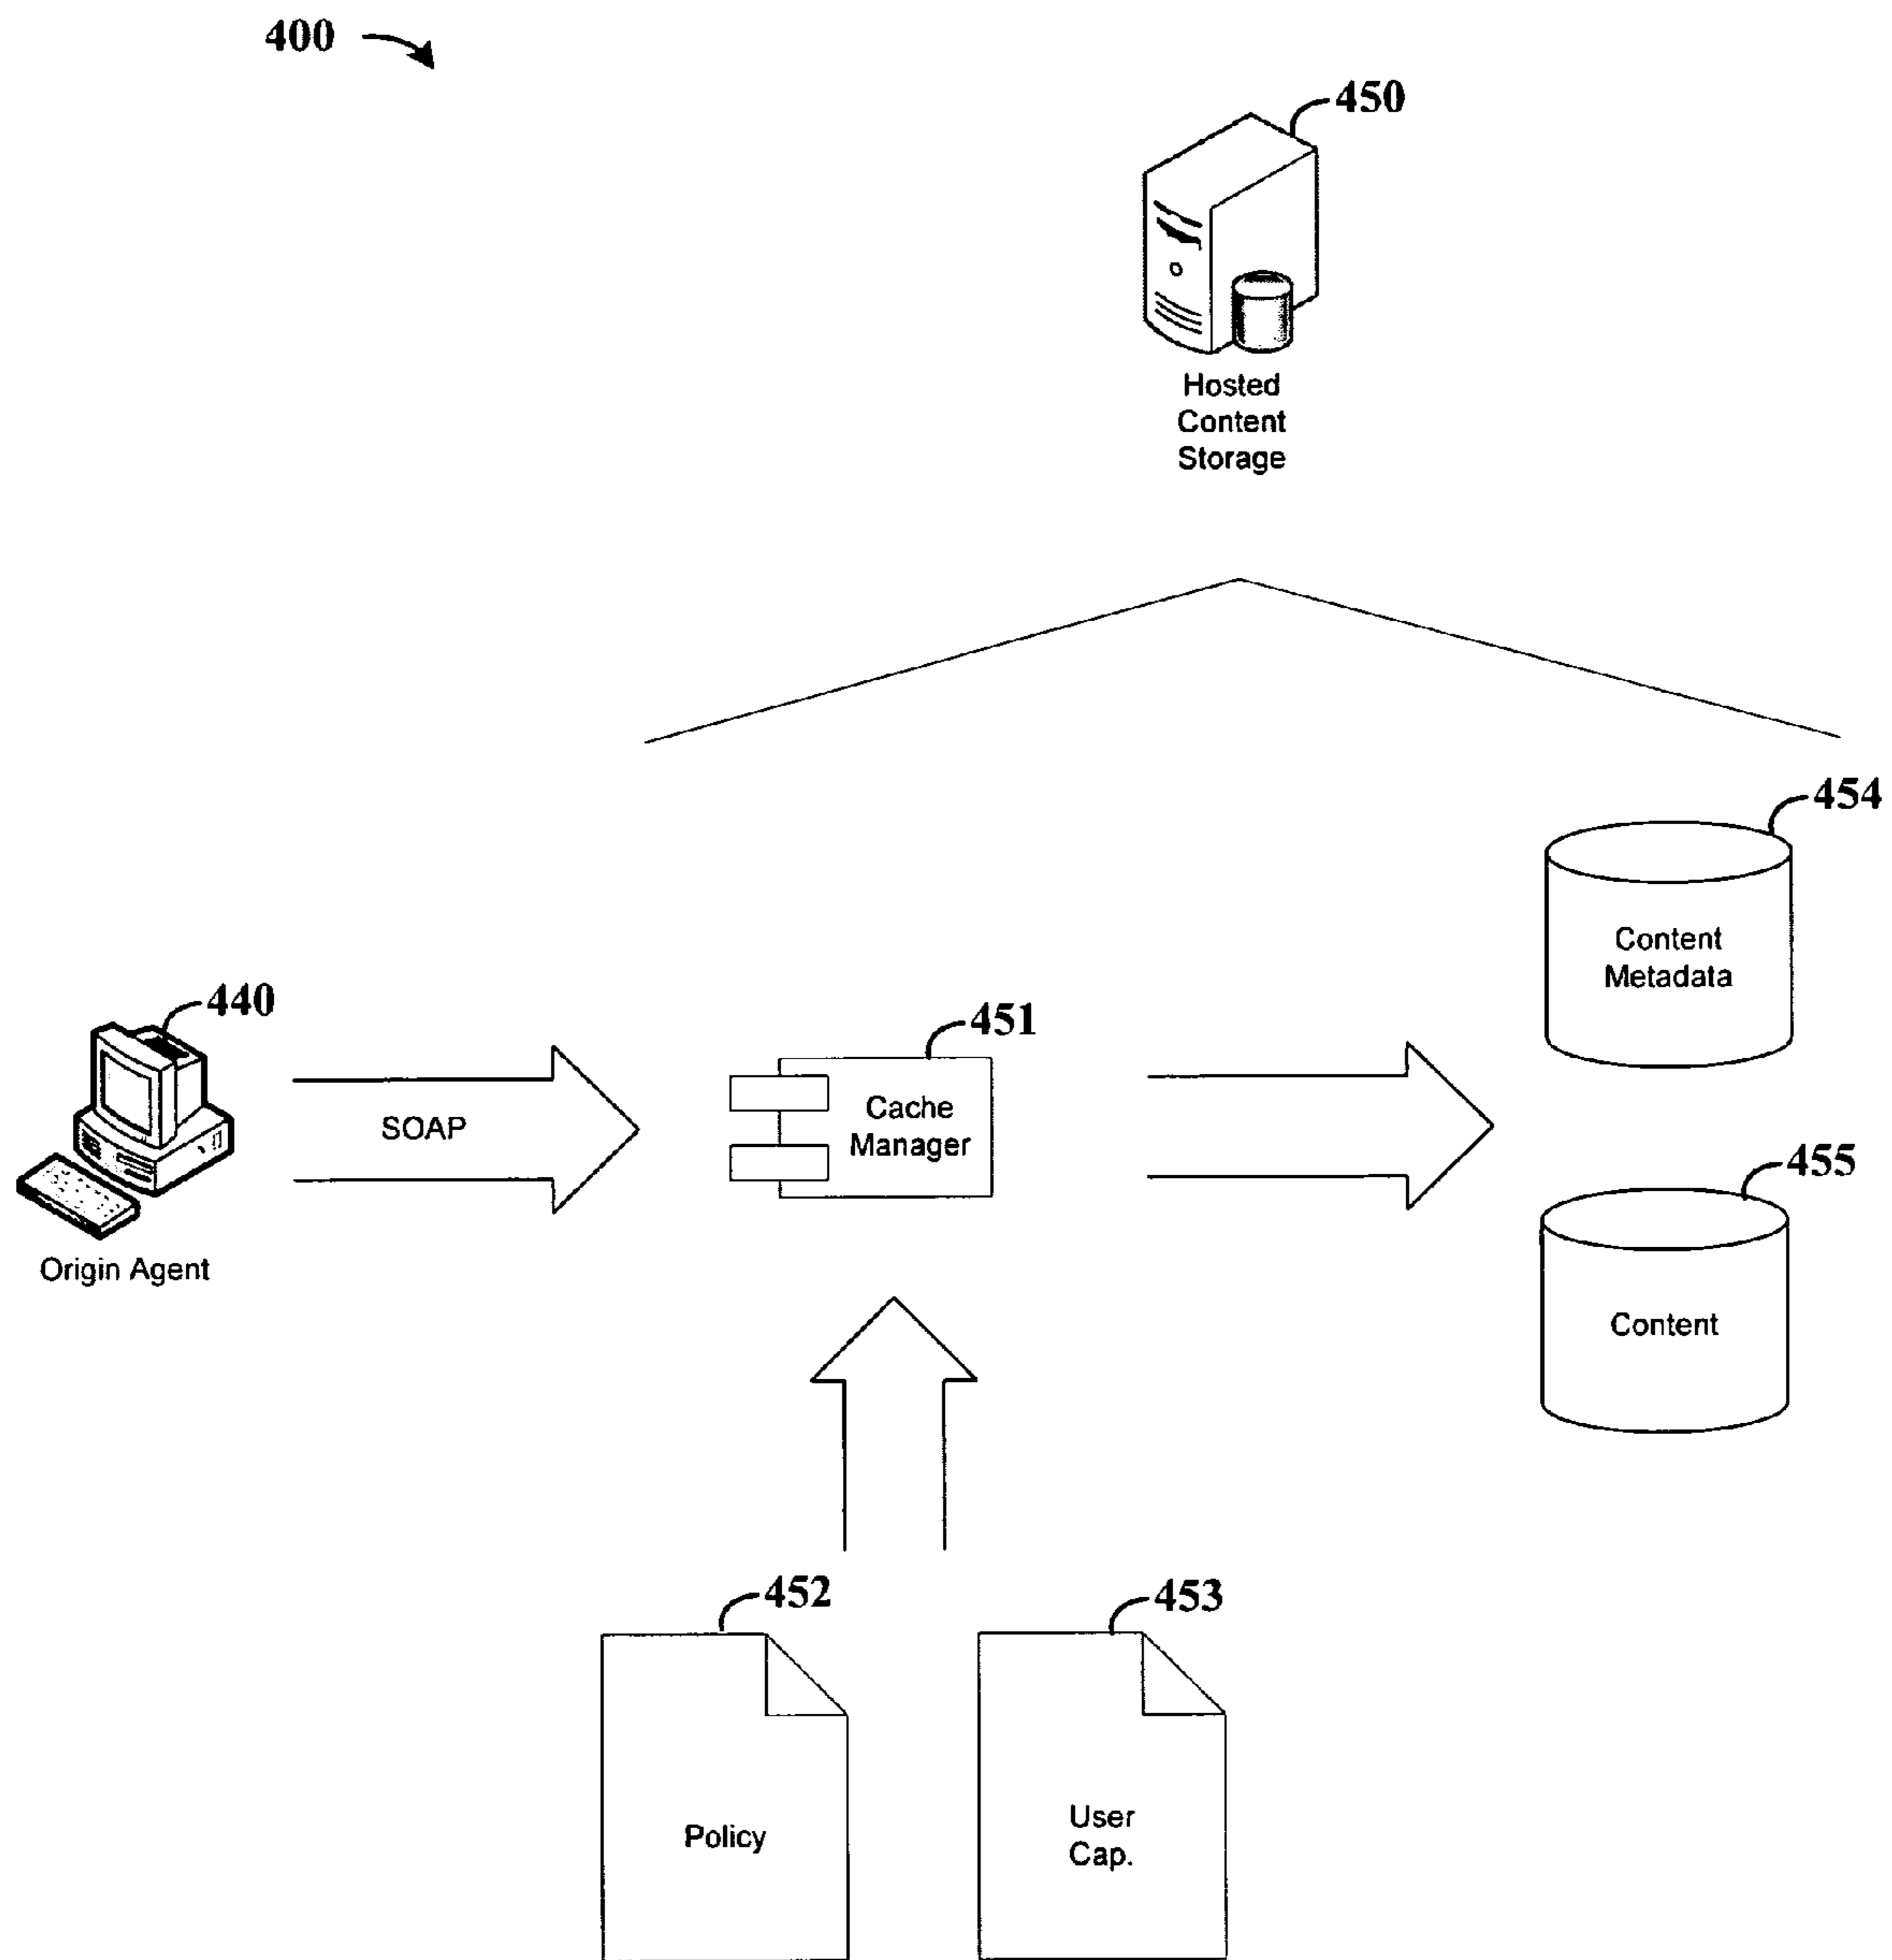 400
450
Hosted
Content
Storage
454
Content
Metadata
440
451
SOAP
Cache
Manager
455
Origin Agent
Content
452
453
Policy
User
Cap.